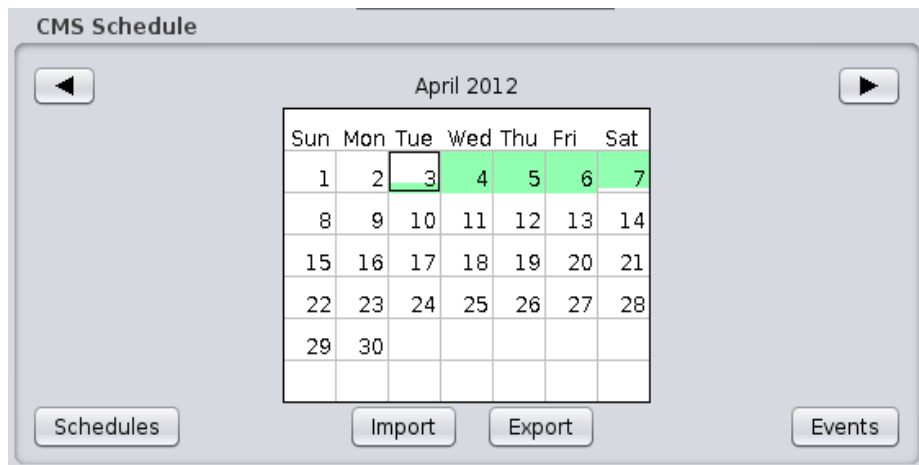 CMS Schedule
April 2012
Sun Mon Tue Wed Thu Fri Sat
1 2 3 4 5 6 7
8 9 10 11 12 13 14
15 16 17 18 19 20 21
22 23 24 25 26 27 28
29 30
Schedules Import Export Events